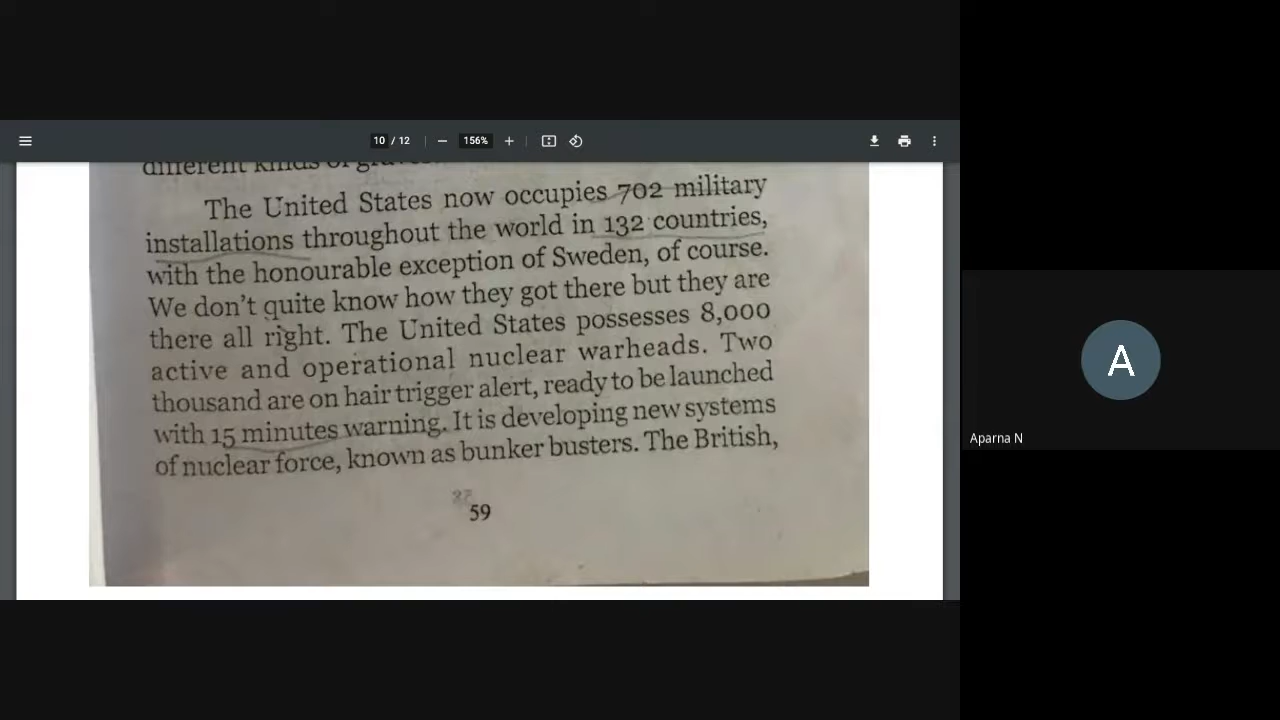 10 / 12
156%
different kinds of
The United States now occupies 702 military
installations throughout the world in 132 countries,
with the honourable exception of Sweden, of course.
We don't quite know how they got there but they are
there all right. The United States possesses 8,000
active and operational nuclear warheads. Two
thousand are on hair trigger alert, ready to be launched
with 15 minutes warning. It is developing new systems
of nuclear force, known as bunker busters. The British,
59
A
Aparna N